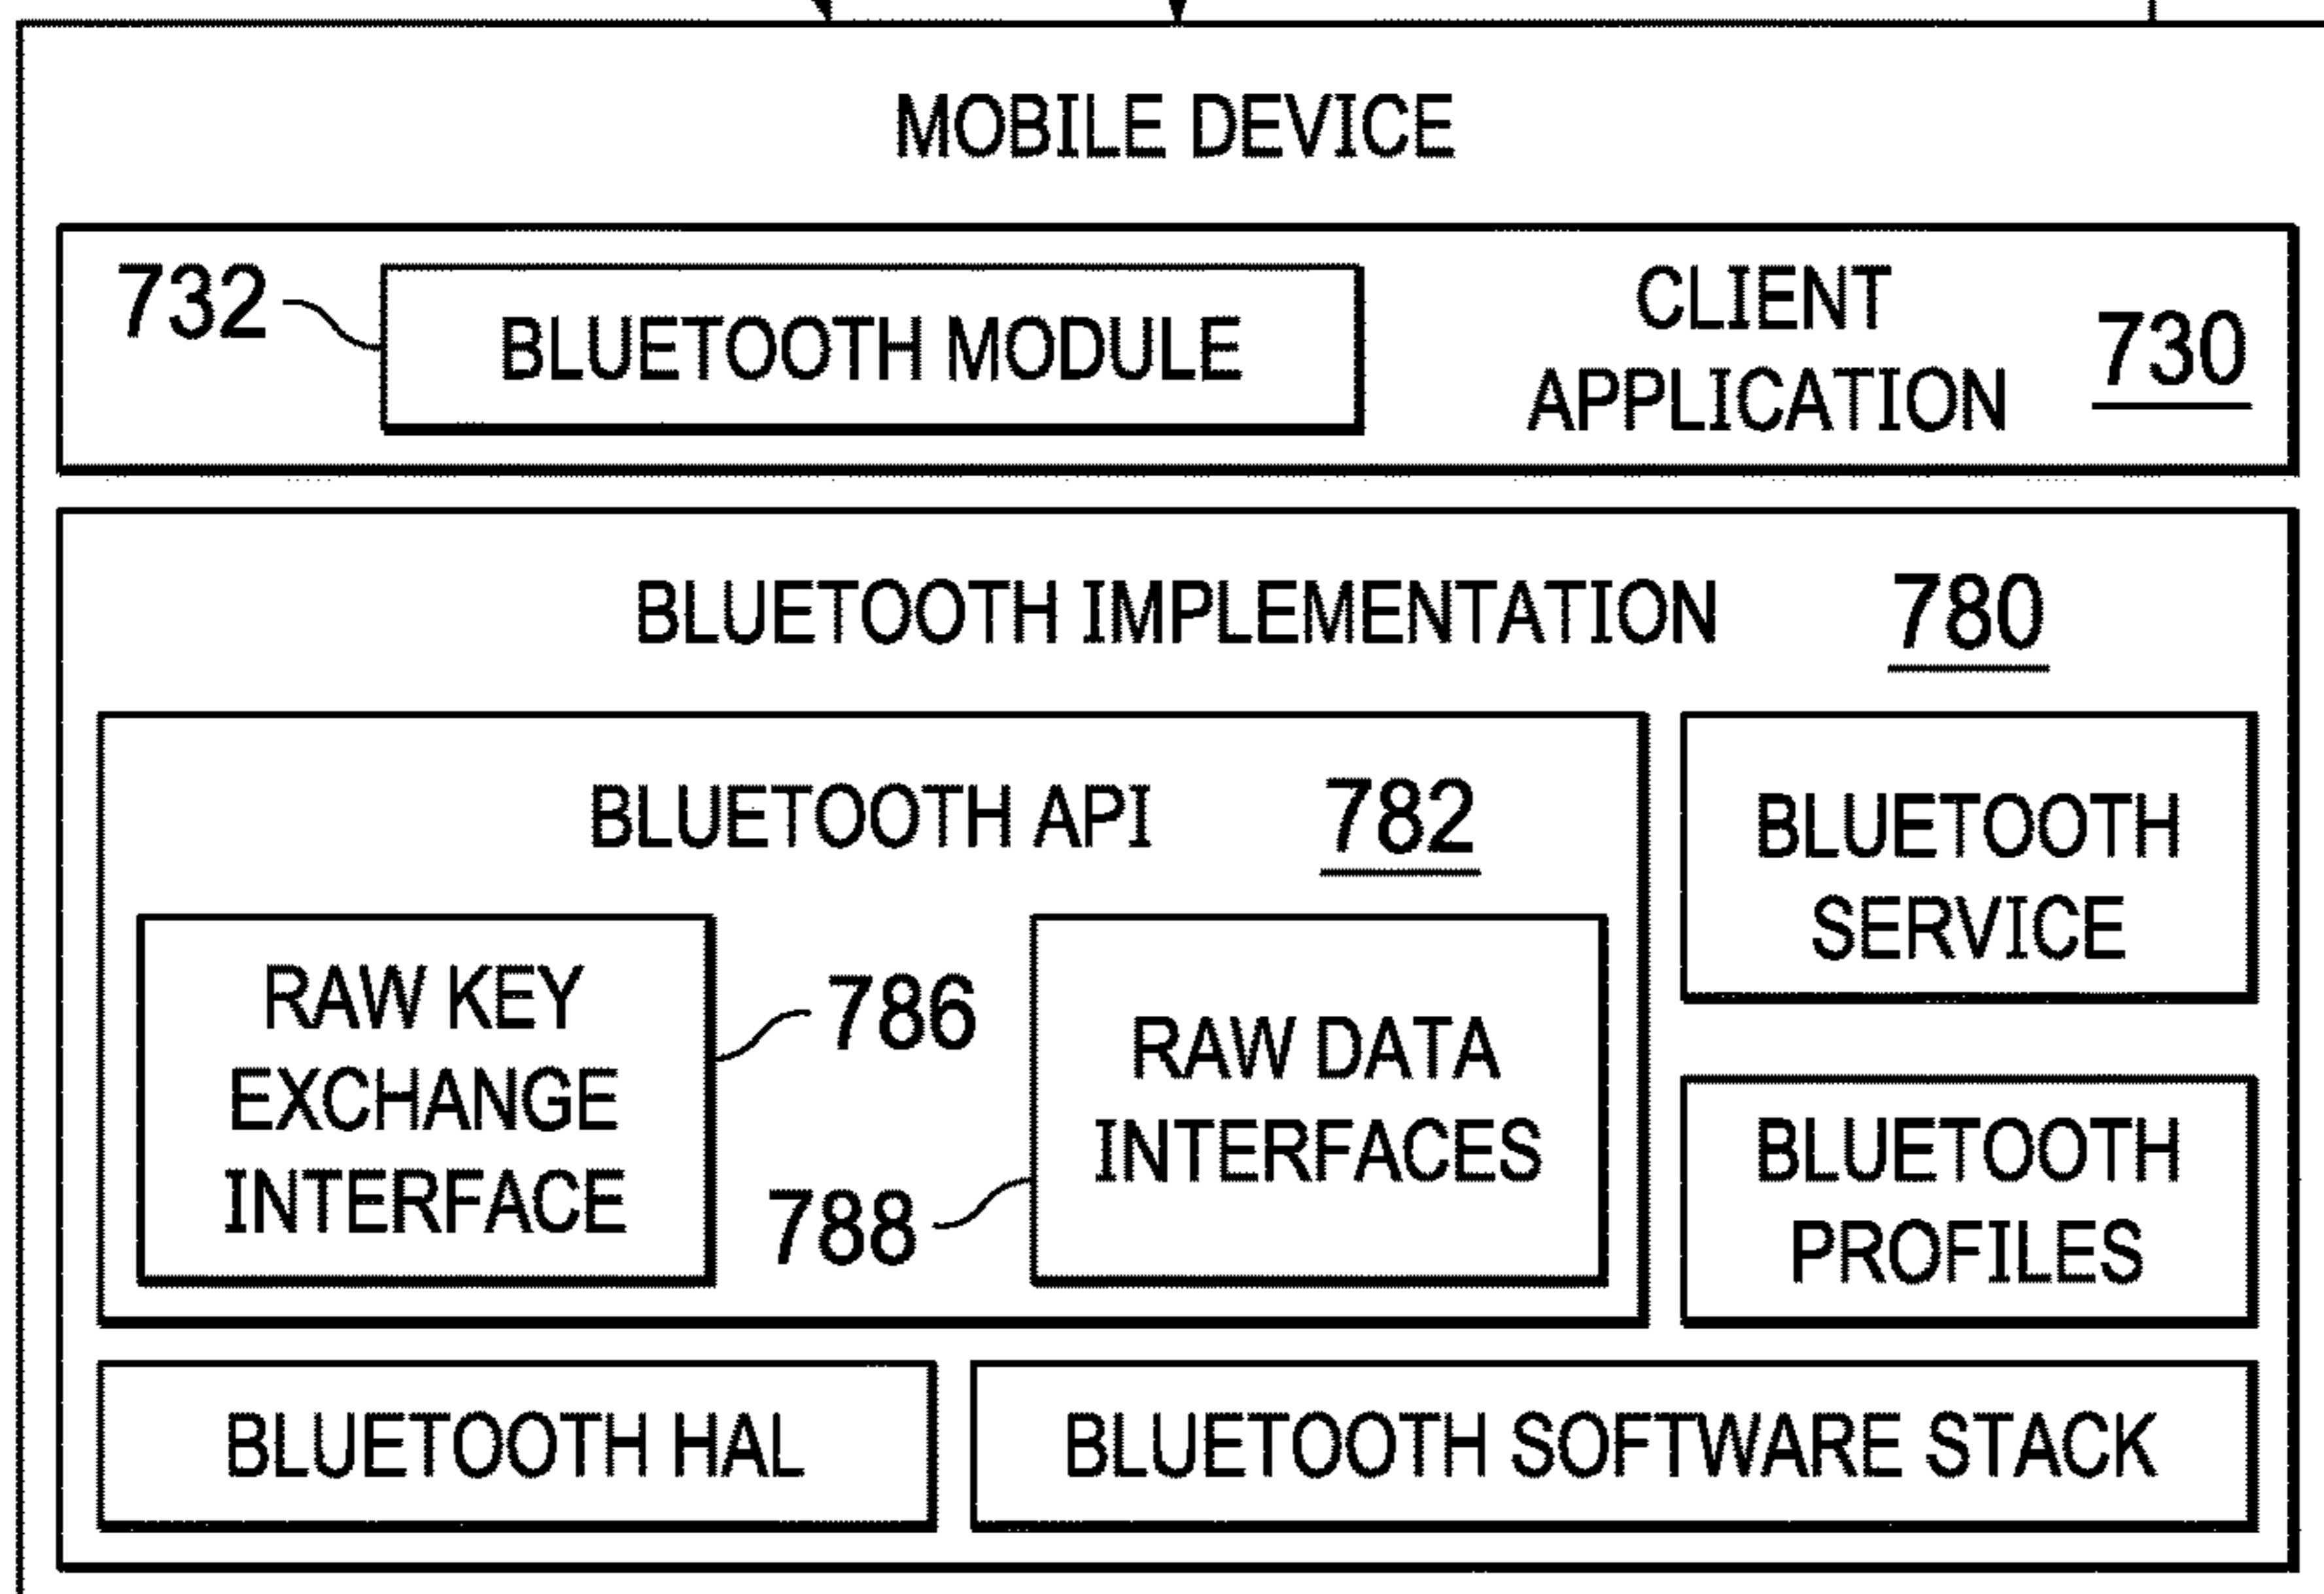 MOBILE DEVICE
732
BLUETOOTH MODULE
CLIENT
APPLICATION
730
BLUETOOTH IMPLEMENTATION 780
BLUETOOTH API 782
RAW KEY
EXCHANGE
INTERFACE
786
788
RAW DATA
INTERFACES
BLUETOOTH
SERVICE
BLUETOOTH
PROFILES
BLUETOOTH HAL
BLUETOOTH SOFTWARE STACK